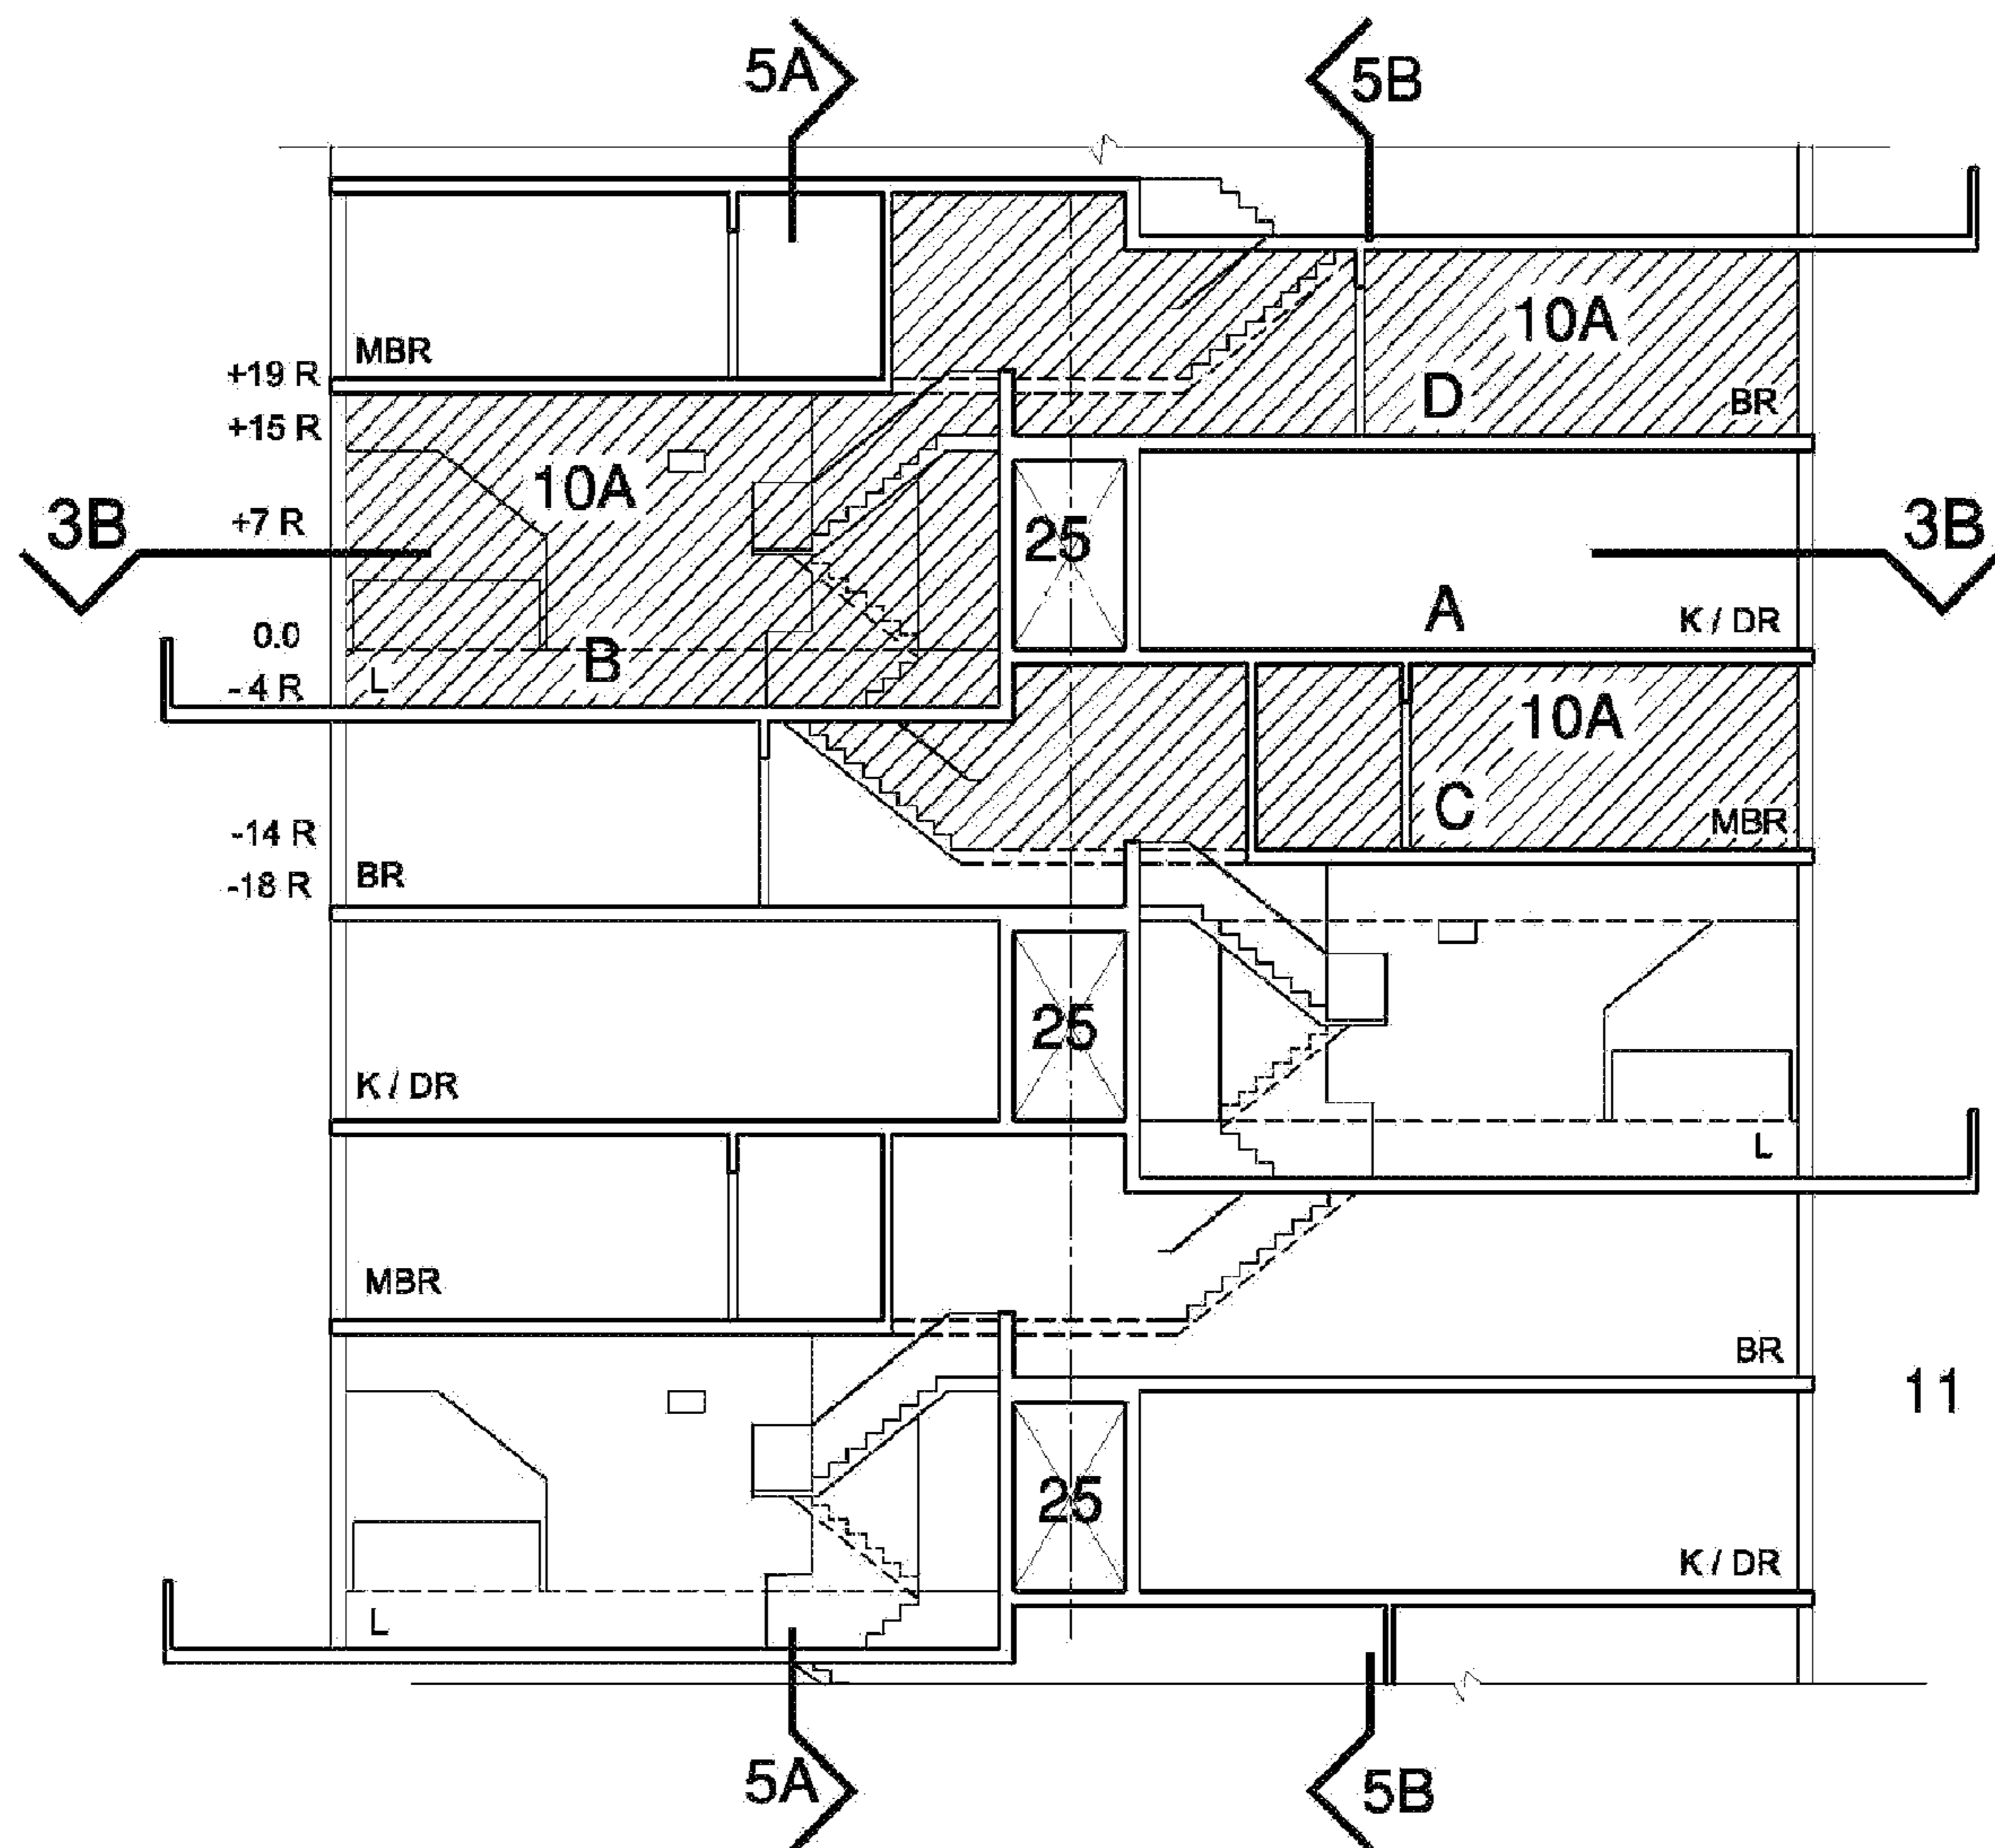 5A 5B
10A
MBR
+19 R
D BR
+15 R
10A
3B +7 R 25 3B
A
0.0 K / DR
B
L
- 4 R
10A
C
-14 R MBR
BR
-18 R
25
K / DR
L
MBR
BR
11
25
K / DR
L
5A 5B